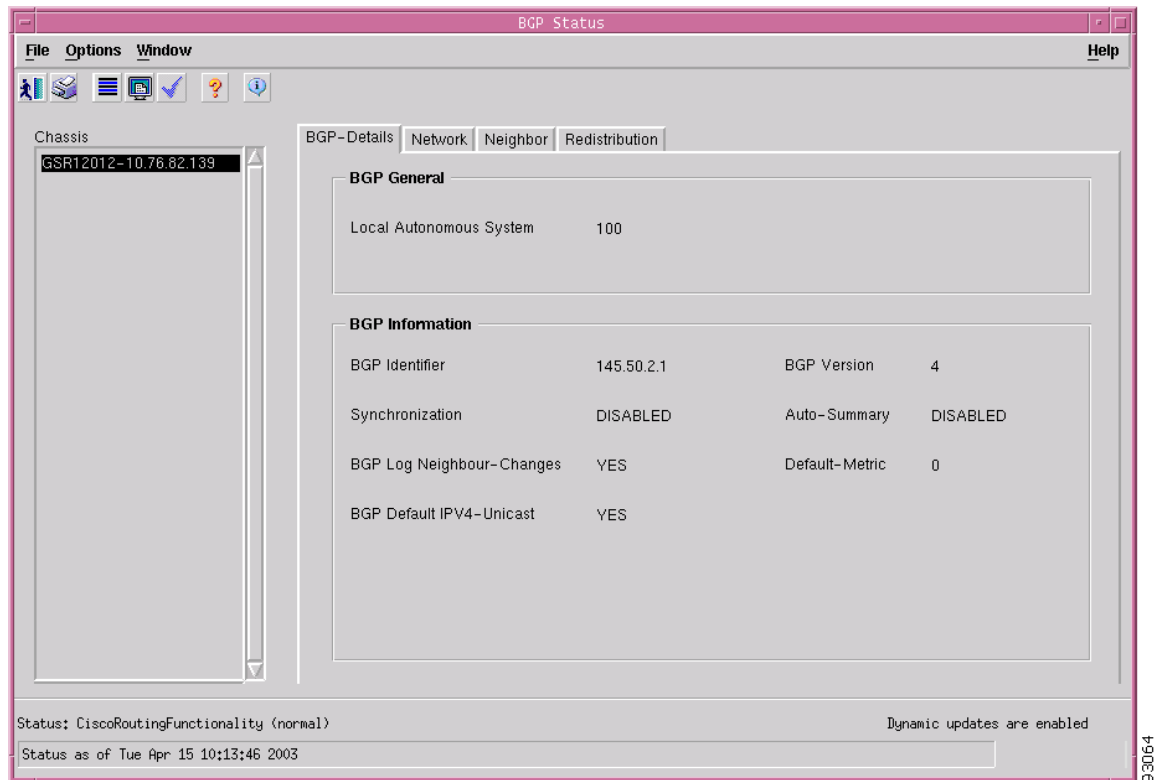 BGP Status
File Options Window Help
Chassis
GSR12012-10.76.82.139
BGP-Details Network Neighbor Redistribution
BGP General
Local Autonomous System 100
BGP Information
BGP Identifier 145.50.2.1 BGP Version 4
Synchronization DISABLED Auto-Summary DISABLED
BGP Log Neighbour-Changes YES Default-Metric 0
BGP Default IPV4-Unicast YES
Status: CiscoRoutingFunctionality (normal) Dynamic updates are enabled
Status as of Tue Apr 15 10:13:46 2003
93064